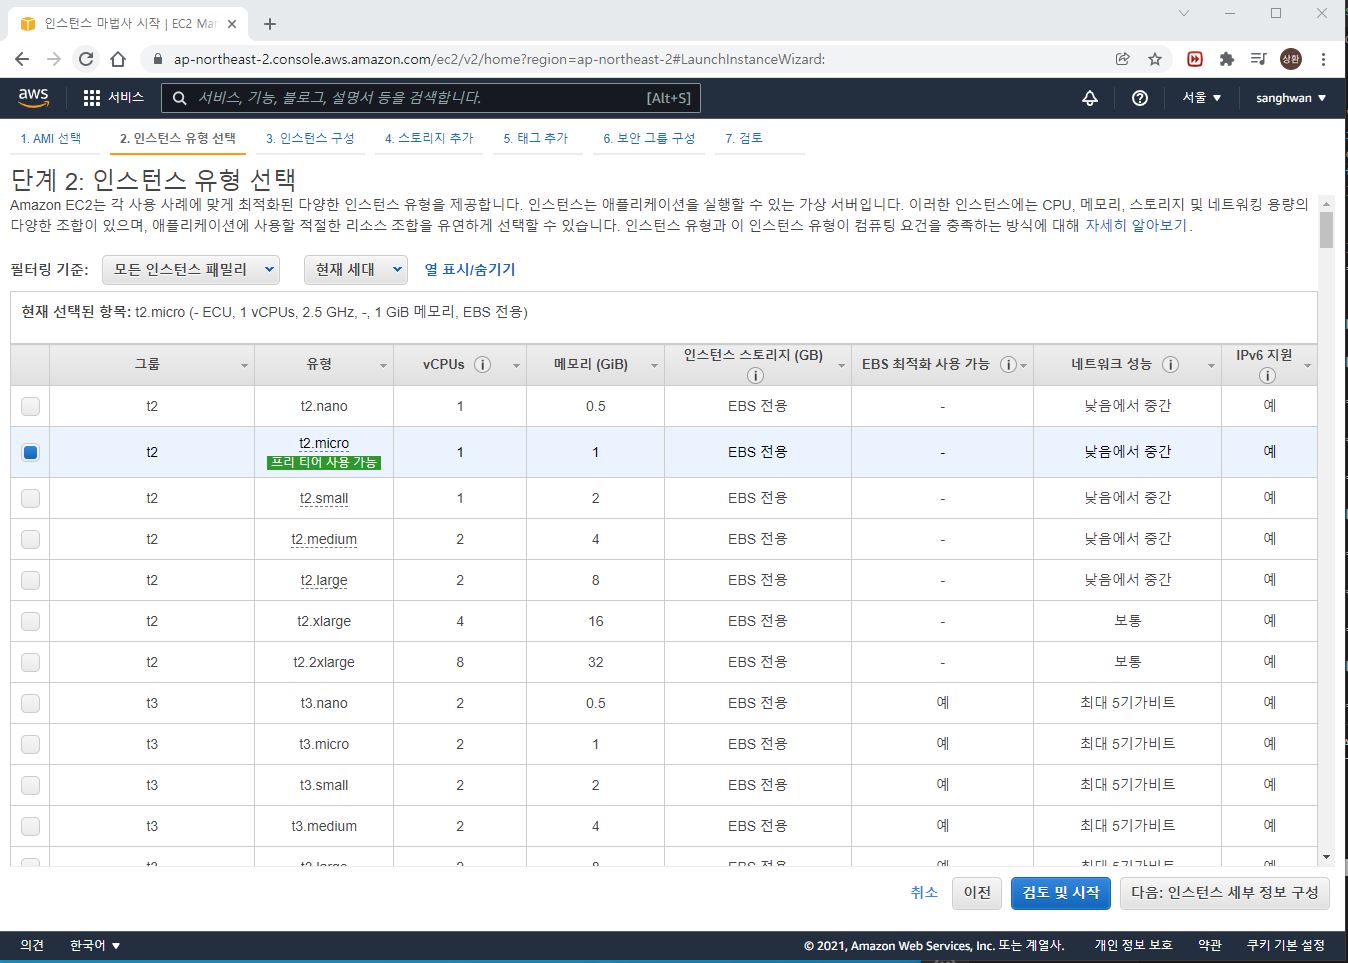 인스턴스 마법사 시작 | EC2 Mar
ap-northeast-2.console.aws.amazon.com/ec2/v2/home?region=ap-northeast-2#LaunchInstanceWizard:
상환
aws 서비스 서비스, 기능, 블로그, 설명서 등을 검색합니다. [Alt+S] 서울 ▼ sanghwan ▼
1. AMI 선택 2. 인스턴스 유형 선택 3. 인스턴스 구성 4. 스토리지 추가 5. 태그 추가 6. 보안 그룹 구성 7. 검토
단계 2: 인스턴스 유형 선택
Amazon EC2는 각 사용 사례에 맞게 최적화된 다양한 인스턴스 유형을 제공합니다. 인스턴스는 애플리케이션을 실행할 수 있는 가상 서버입니다. 이러한 인스턴스에는 CPU, 메모리, 스토리지 및 네트워킹 용량의
다양한 조합이 있으며, 애플리케이션에 사용할 적절한 리소스 조합을 유연하게 선택할 수 있습니다. 인스턴스 유형과 이 인스턴스 유형이 컴퓨팅 요건을 충족하는 방식에 대해 자세히 알아보기.
필터링 기준: 모든 인스턴스 패밀리 현재 세대 열 표시/숨기기
현재 선택된 항목: t2.micro (- ECU, 1 vCPUs, 2.5 GHz, -, 1 GiB 메모리, EBS 전용)
그룹 유형 vCPUs 메모리 (GiB) 인스턴스 스토리지 (GB) EBS 최적화 사용 가능 네트워크 성능 IPv6 지원
t2 t2.nano 1 0.5 EBS 전용 - 낮음에서 중간 예
t2 t2.micro 1 1 EBS 전용 - 낮음에서 중간 예
프리 티어 사용 가능
t2 t2.small 1 2 EBS 전용 - 낮음에서 중간 예
t2 t2.medium 2 4 EBS 전용 - 낮음에서 중간 예
t2 t2.large 2 8 EBS 전용 - 낮음에서 중간 예
t2 t2.xlarge 4 16 EBS 전용 - 보통 예
t2 t2.2xlarge 8 32 EBS 전용 - 보통 예
t3 t3.nano 2 0.5 EBS 전용 예 최대 5기가비트 예
t3 t3.micro 2 1 EBS 전용 예 최대 5기가비트 예
t3 t3.small 2 2 EBS 전용 예 최대 5기가비트 예
t3 t3.medium 2 4 EBS 전용 예 최대 5기가비트 예
t3 t3.large 2 8 EBS 전용 예 최대 5기가비트 예
취소 이전 검토 및 시작 다음: 인스턴스 세부 정보 구성
의견 한국어 ▼ © 2021, Amazon Web Services, Inc. 또는 계열사. 개인 정보 보호 약관 쿠키 기본 설정